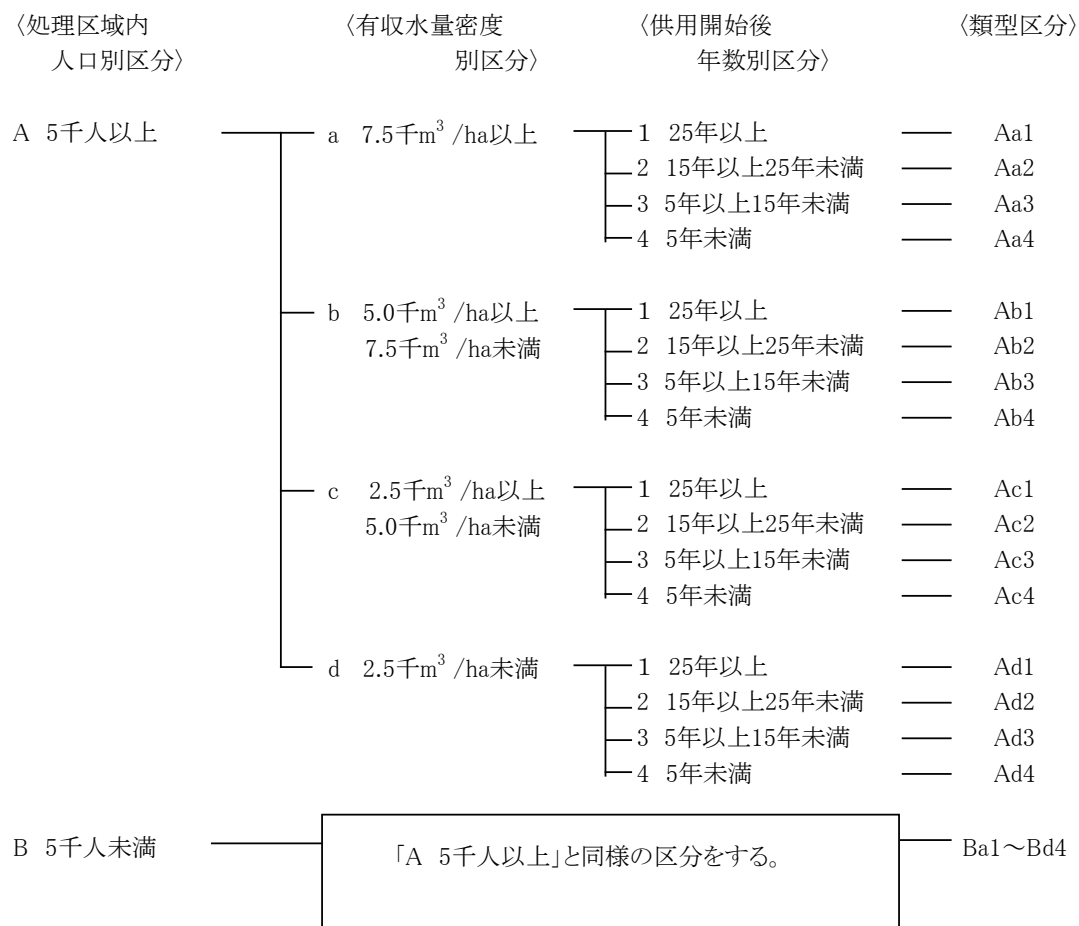 〈処理区域内 〈有収水量密度 〈供用開始後 〈類型区分〉
人口別区分〉 別区分〉 年数別区分〉
A 5千人以上 a 7.5千m³/ha以上 1 25年以上 Aa1
2 15年以上25年未満 Aa2
3 5年以上15年未満 Aa3
4 5年未満 Aa4
b 5.0千m³/ha以上 1 25年以上 Ab1
7.5千m³/ha未満 2 15年以上25年未満 Ab2
3 5年以上15年未満 Ab3
4 5年未満 Ab4
c 2.5千m³/ha以上 1 25年以上 Ac1
5.0千m³/ha未満 2 15年以上25年未満 Ac2
3 5年以上15年未満 Ac3
4 5年未満 Ac4
d 2.5千m³/ha未満 1 25年以上 Ad1
2 15年以上25年未満 Ad2
3 5年以上15年未満 Ad3
4 5年未満 Ad4
B 5千人未満 「A 5千人以上」と同様の区分をする。 Ba1～Bd4